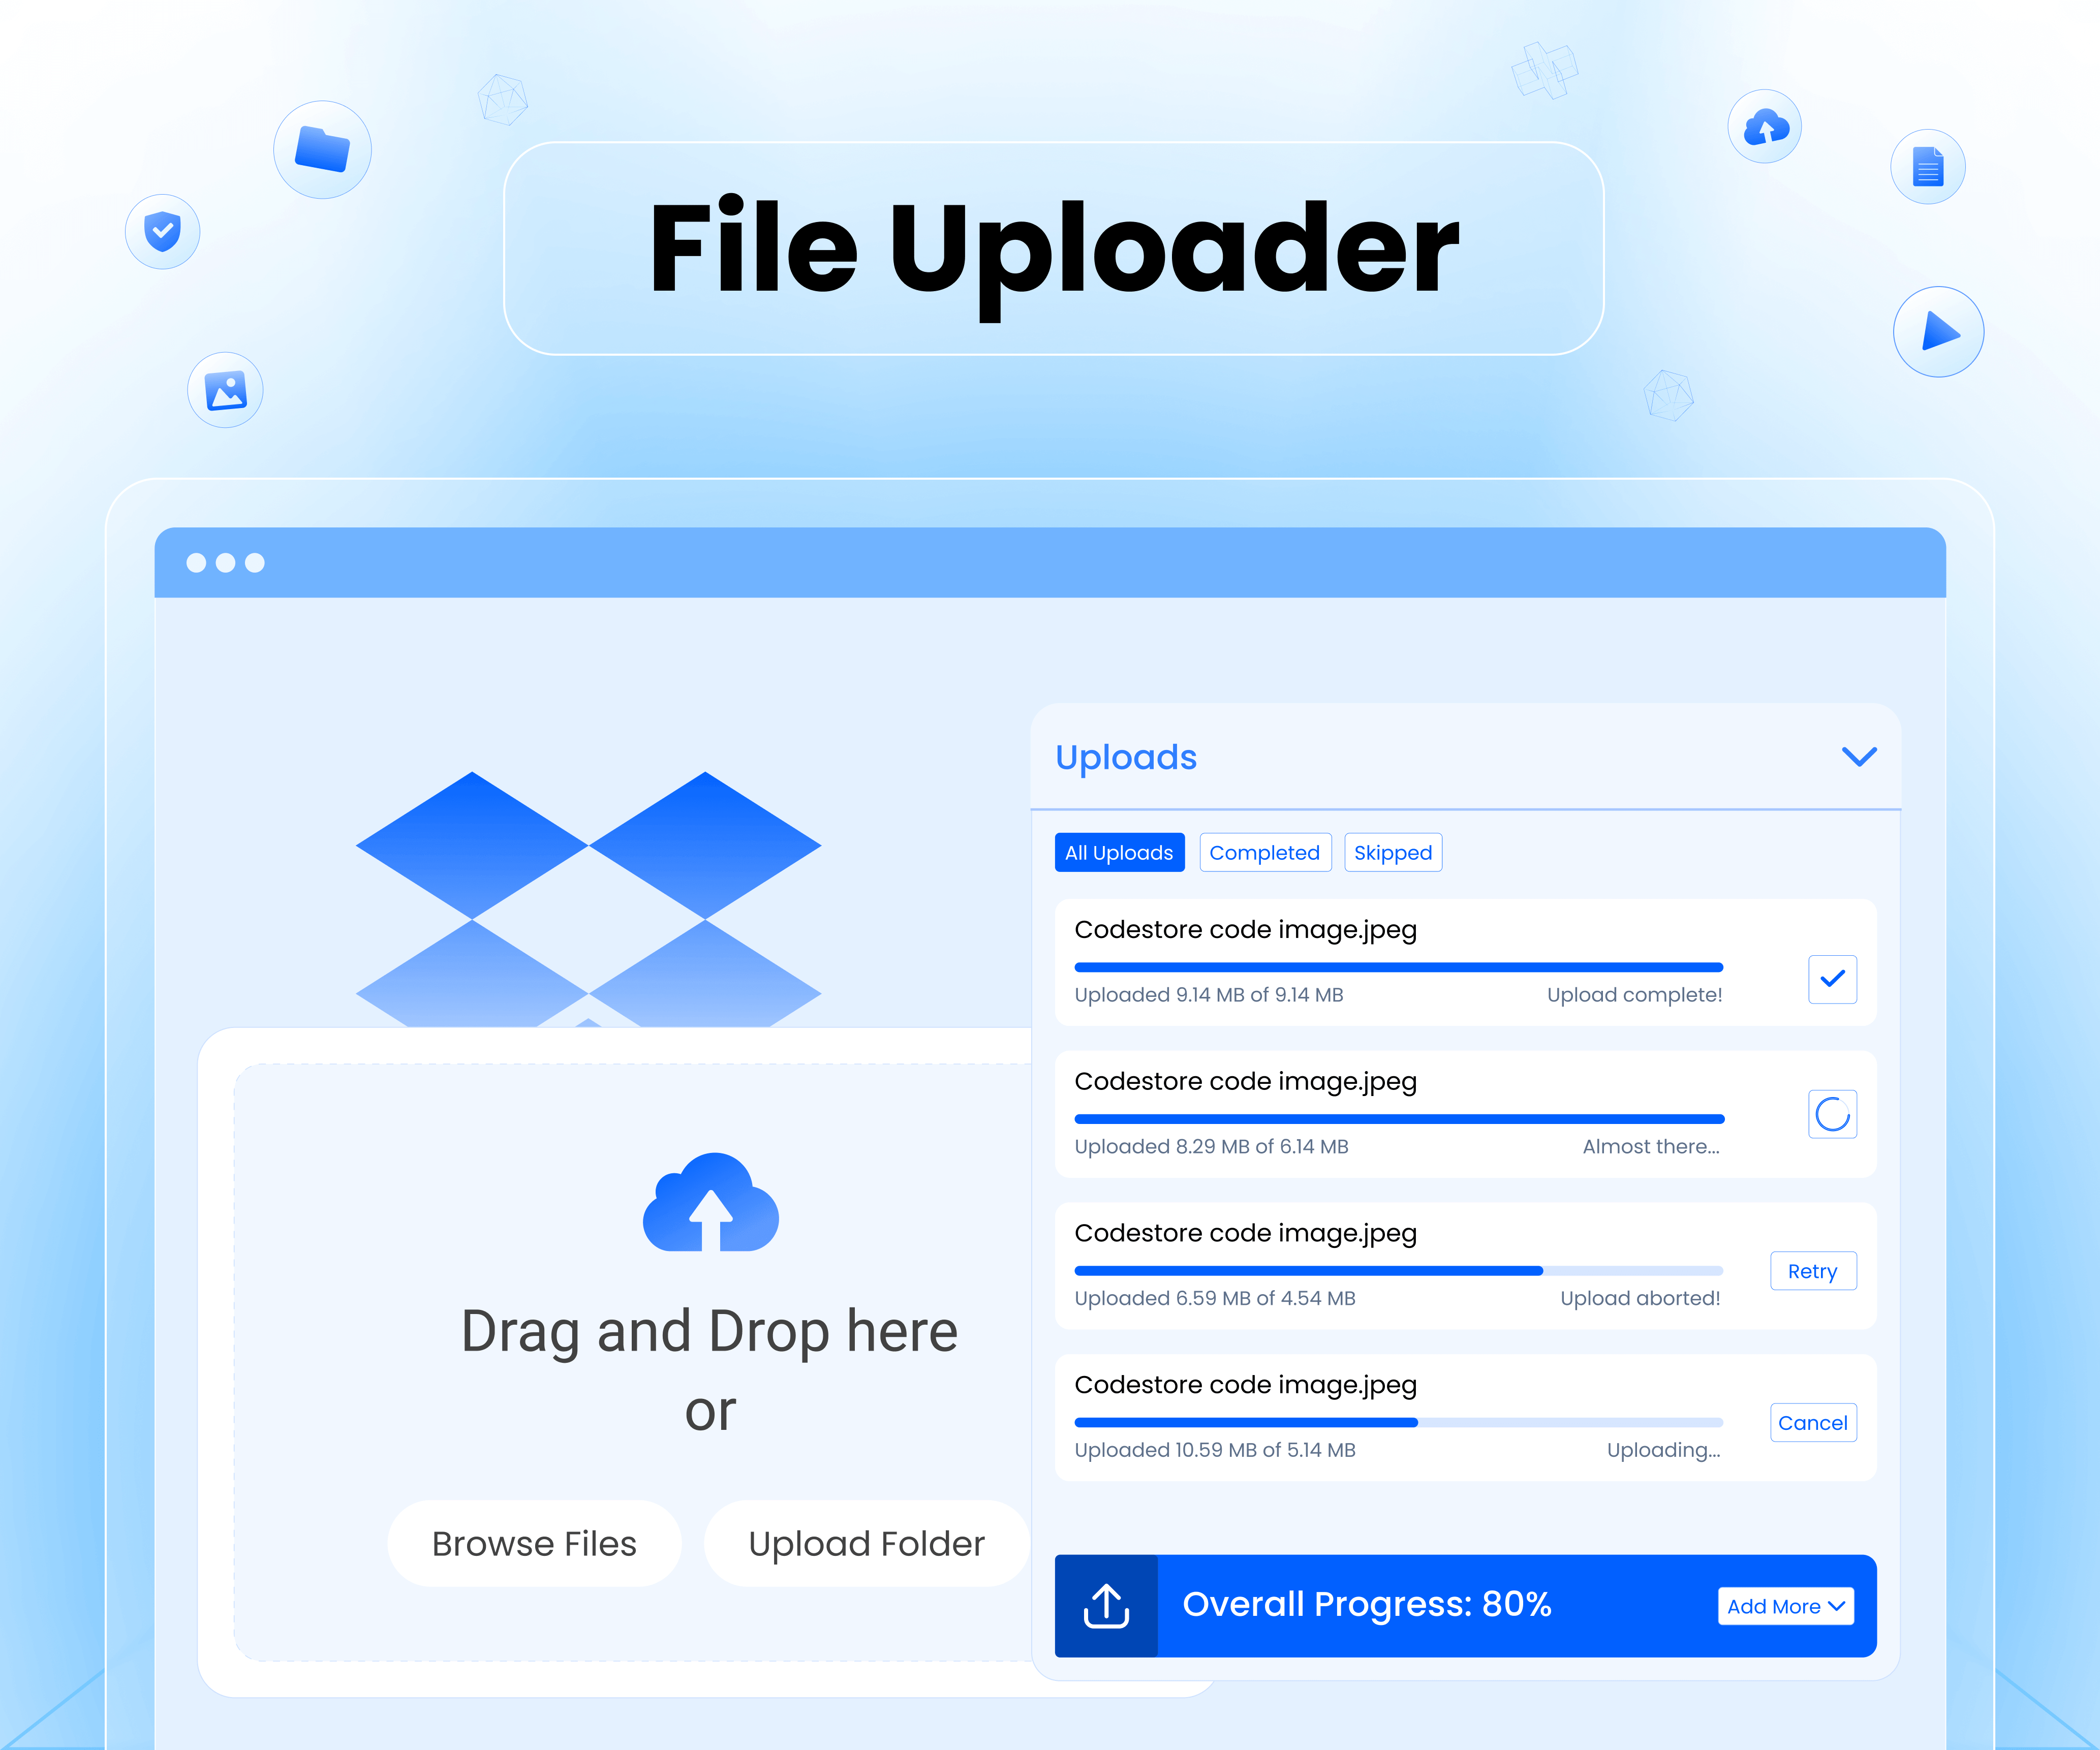 File Uploader
Uploads
All Uploads
Completed
Skipped
Codestore code image.jpeg
Uploaded 9.14 MB of 9.14 MB
Upload complete!
Codestore code image.jpeg
Uploaded 8.29 MB of 6.14 MB
Almost there...
Codestore code image.jpeg
Uploaded 6.59 MB of 4.54 MB
Upload aborted!
Retry
Codestore code image.jpeg
Uploaded 10.59 MB of 5.14 MB
Uploading...
Cancel
Overall Progress: 80%
Add More
Drag and Drop here
or
Browse Files
Upload Folder